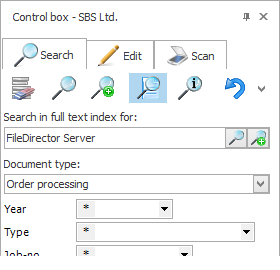 Control box - SBS Ltd.
Search Edit Scan
Search in full text index for:
FileDirector Server
Document type:
Order processing
Year *
Type *
Job-no *